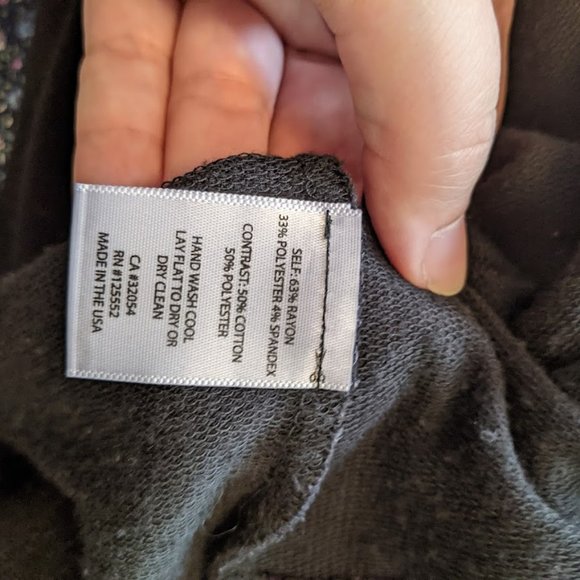 SELF: 63% RAYON
33% POLYESTER 4% SPANDEX
CONTRAST: 50% COTTON
50% POLYESTER
HAND WASH COOL
LAY FLAT TO DRY OR
DRY CLEAN
CA #32054
RN #125552
MADE IN THE USA